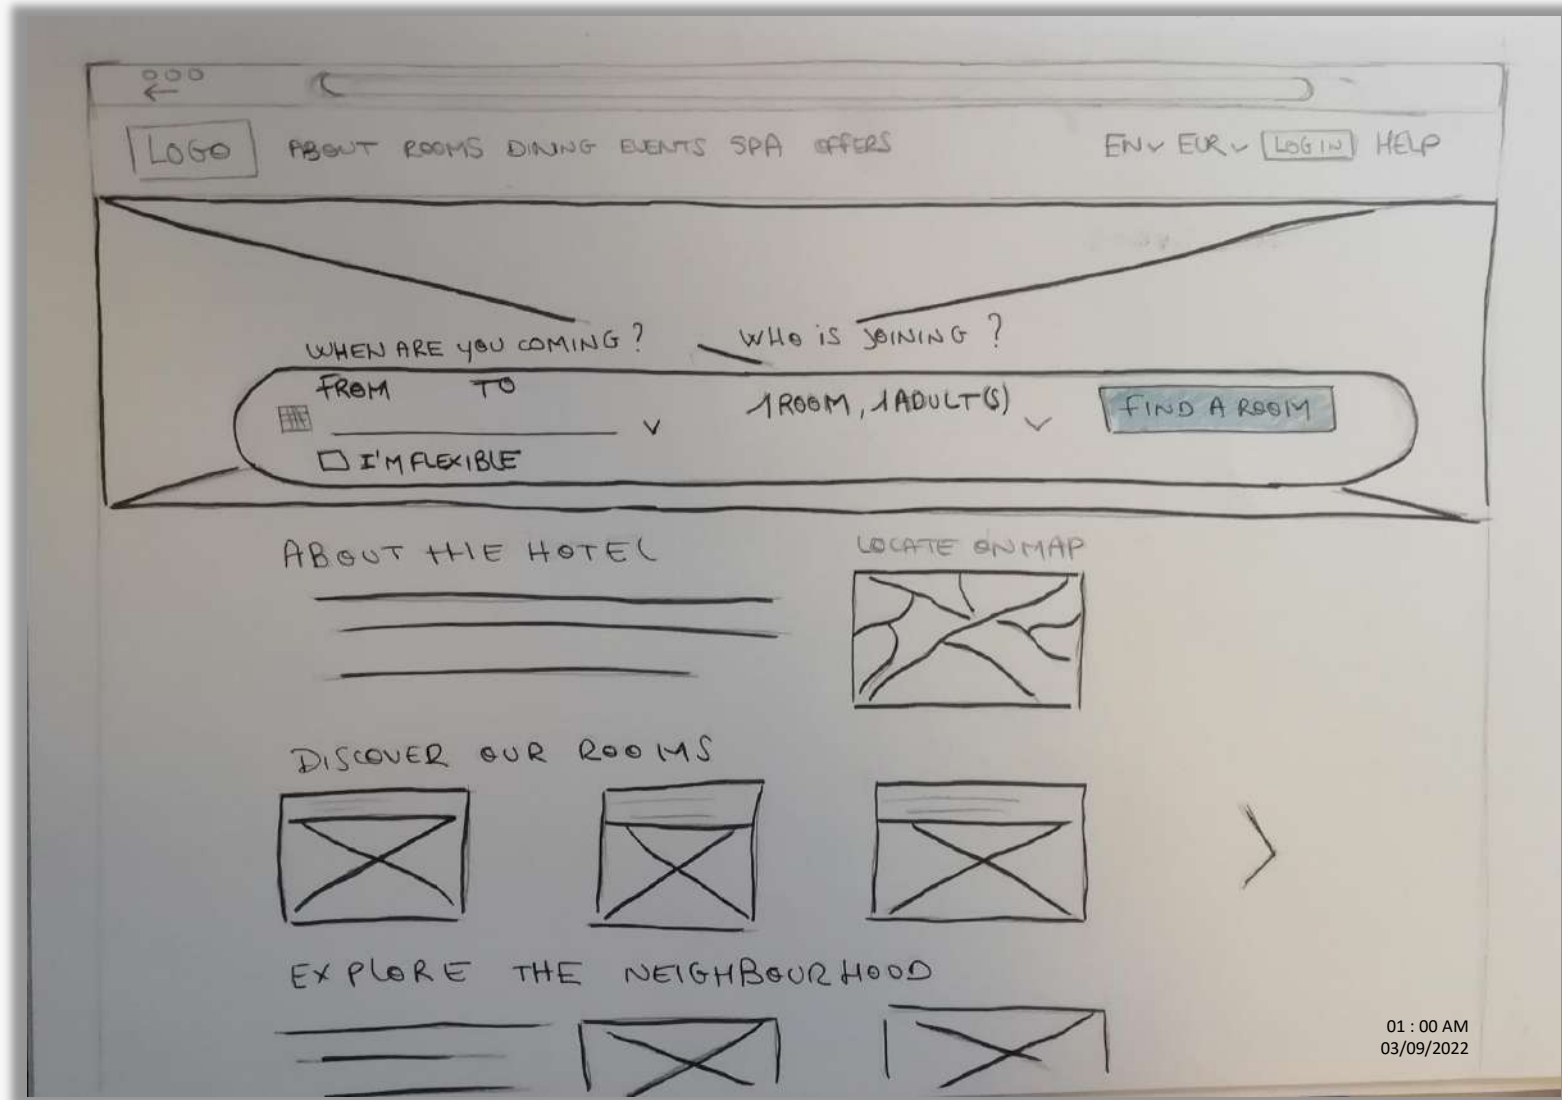 LOGO ABOUT ROOMS DINING EVENTS SPA OFFERS EN EUR LOG IN HELP
WHEN ARE YOU COMING? WHO IS JOINING?
FROM TO
1 ROOM, 1 ADULT(S) FIND A ROOM
I'M FLEXIBLE
ABOUT THE HOTEL LOCATE ON MAP
DISCOVER OUR ROOMS
EXPLORE THE NEIGHBOURHOOD
01 : 00 AM
03/09/2022